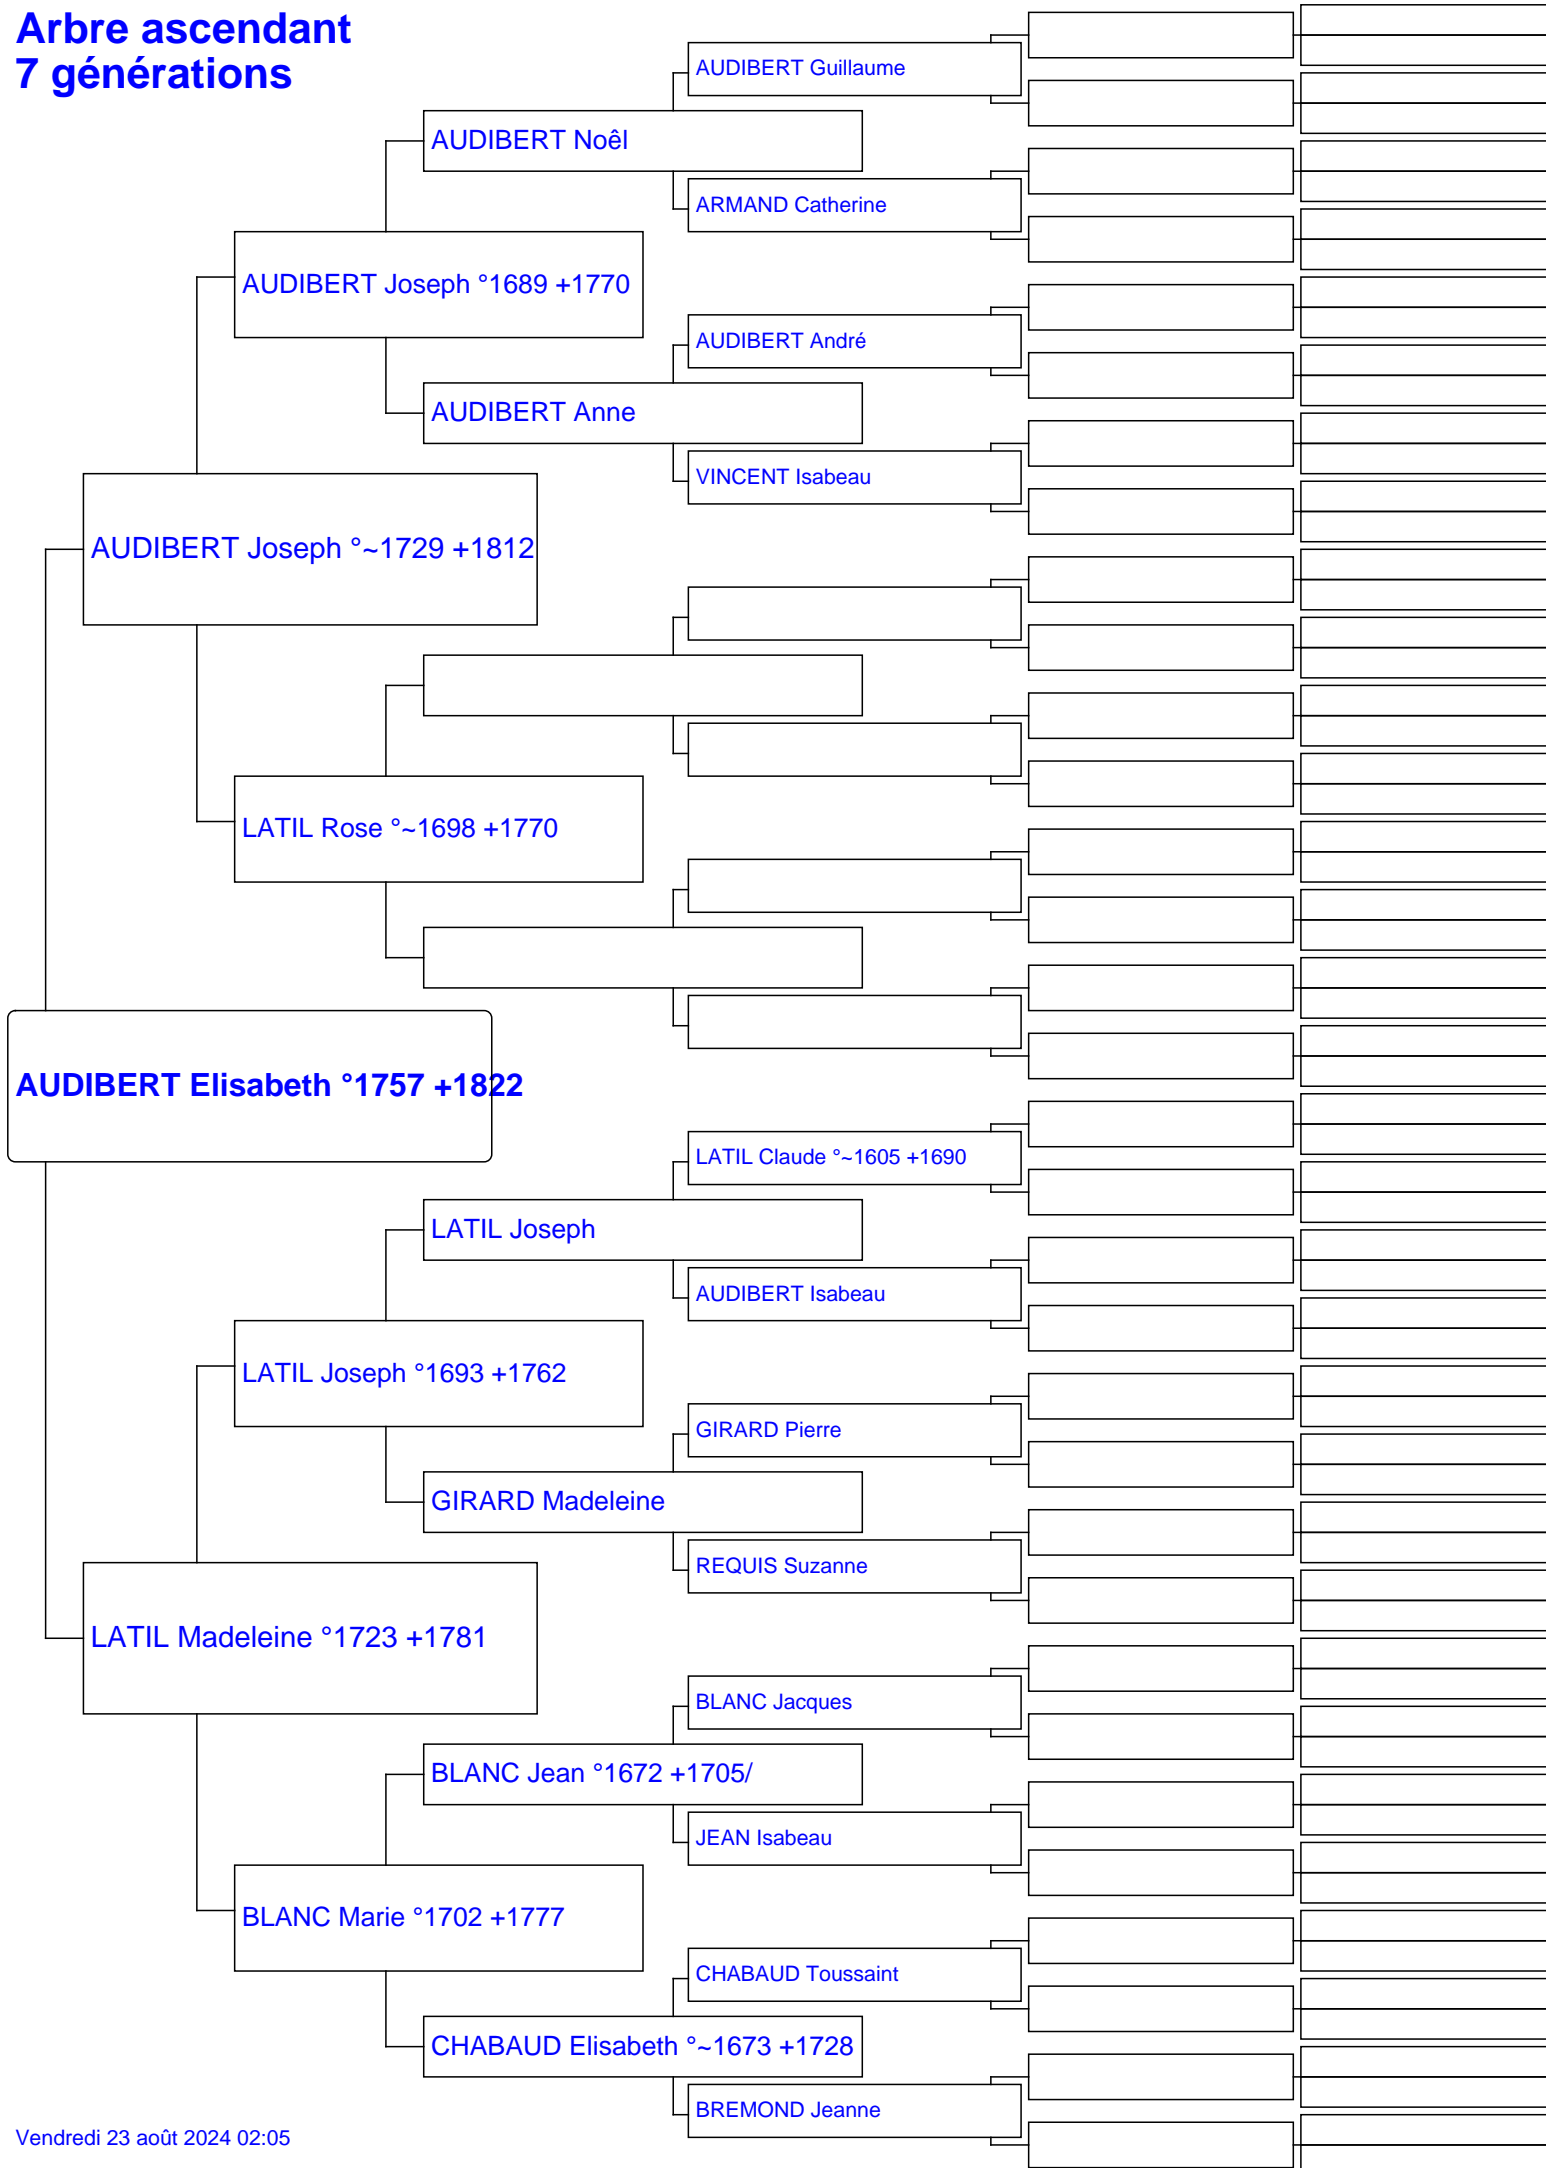 Arbre ascendant
7 générations
AUDIBERT Guillaume
AUDIBERT Noêl
ARMAND Catherine
AUDIBERT Joseph °1689 +1770
AUDIBERT André
AUDIBERT Anne
VINCENT Isabeau
AUDIBERT Joseph °~1729 +1812
LATIL Rose °~1698 +1770
AUDIBERT Elisabeth °1757 +1822
LATIL Claude °~1605 +1690
LATIL Joseph
AUDIBERT Isabeau
LATIL Joseph °1693 +1762
GIRARD Pierre
GIRARD Madeleine
REQUIS Suzanne
LATIL Madeleine °1723 +1781
BLANC Jacques
BLANC Jean °1672 +1705/
JEAN Isabeau
BLANC Marie °1702 +1777
CHABAUD Toussaint
CHABAUD Elisabeth °~1673 +1728
BREMOND Jeanne
Vendredi 23 août 2024 02:05